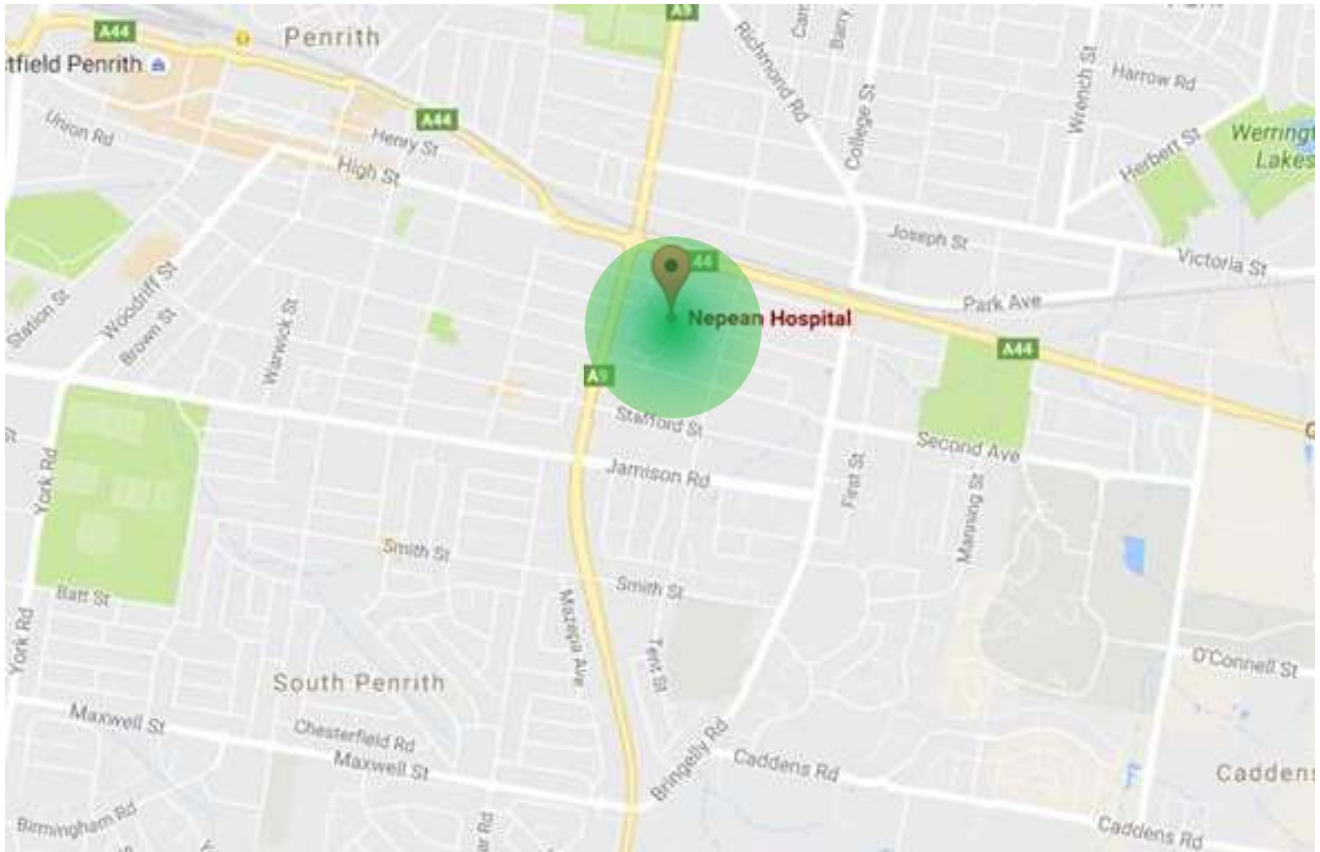 A9
A44
Penrith
tfield Penrith
Richmond Rd
Barry
College St
Wrench St
Harrow Rd
Union Rd
A44
Henry St
High St
Herbert St
Werringt
Lakes
Joseph St
Victoria St
44
Park Ave
Nepean Hospital
A44
Station St
Woodriff St
Brown St
Warwick St
A9
Stafford St
Second Ave
Jamison Rd
York Rd
First St
Manning St
Smith St
Smith St
Batt St
York Rd
Mazepa Ave
Tent St
O'Connell St
South Penrith
Maxwell St
Chesterfield Rd
Maxwell St
Bringelly Rd
Caddens Rd
Caddens
Birmingham Rd
ar Rd
Caddens Rd